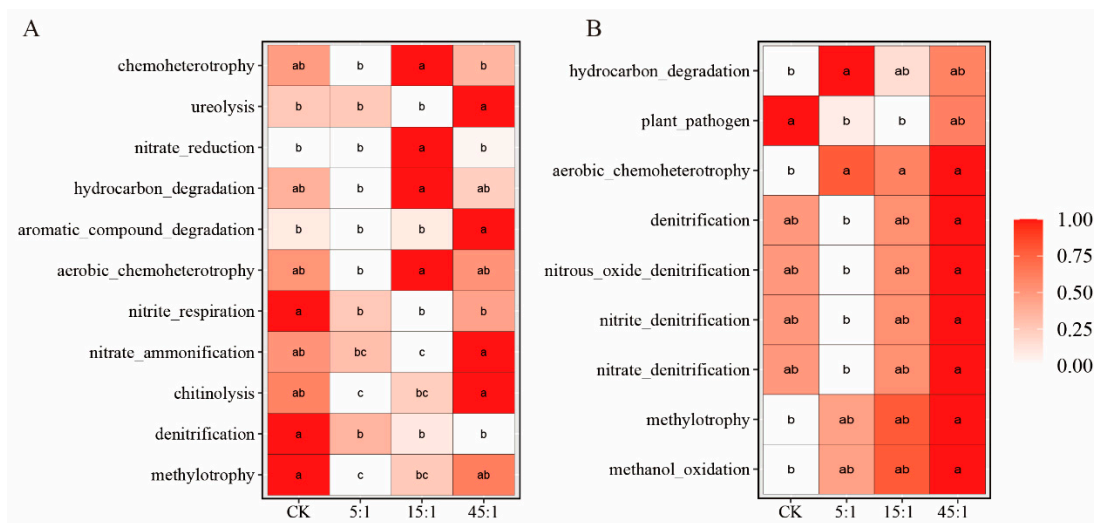 A
chemoheterotrophy ab b a b
ureolysis b b b a
nitrate_reduction b b a b
hydrocarbon_degradation ab b a ab
aromatic_compound_degradation b b b a
aerobic_chemoheterotrophy ab b a ab
nitrite_respiration a b b b
nitrate_ammonification ab bc c a
chitinolysis ab c bc a
denitrification a b b b
methylotrophy a c bc ab
CK 5:1 15:1 45:1
B
hydrocarbon_degradation b a ab ab
plant_pathogen a b b ab
aerobic_chemoheterotrophy b a a a
denitrification ab b ab a
nitrous_oxide_denitrification ab b ab a
nitrite_denitrification ab b ab a
nitrate_denitrification ab b ab a
methylotrophy b ab ab a
methanol_oxidation b ab ab a
CK 5:1 15:1 45:1
1.00
0.75
0.50
0.25
0.00